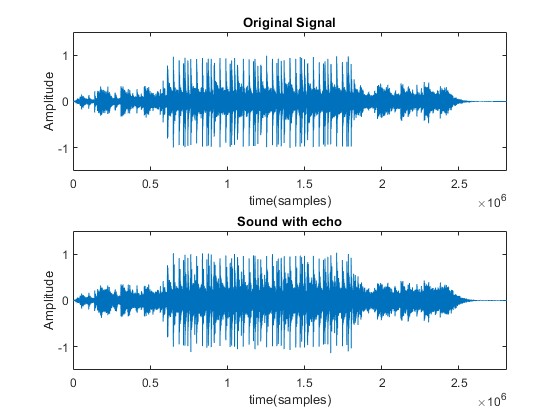 Original Signal
1
0
-1
Amplitude
0 0.5 1 1.5 2 2.5
×10^6
time(samples)
Sound with echo
1
0
-1
Amplitude
0 0.5 1 1.5 2 2.5
×10^6
time(samples)